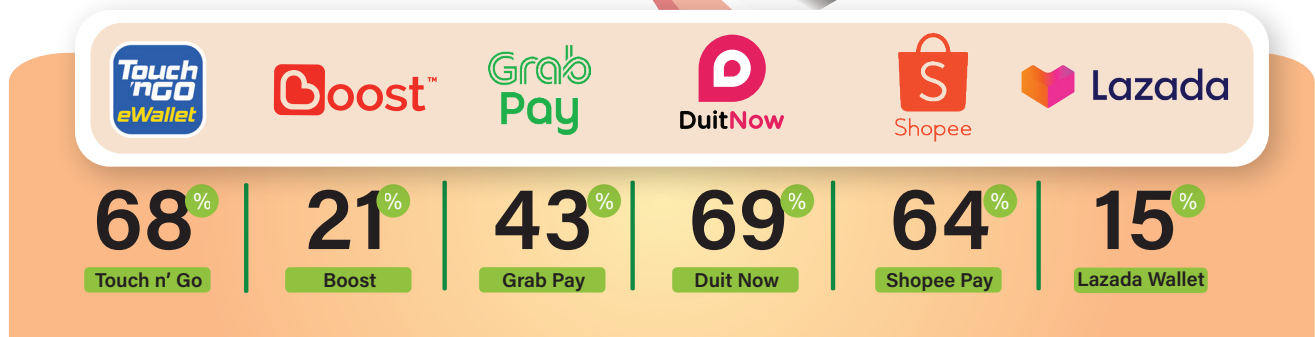 Touch
'nGO
eWallet
Boost™
Grab
Pay
DuitNow
S
Shopee
Lazada
68%
21%
43%
69%
64%
15%
Touch n' Go
Boost
Grab Pay
Duit Now
Shopee Pay
Lazada Wallet